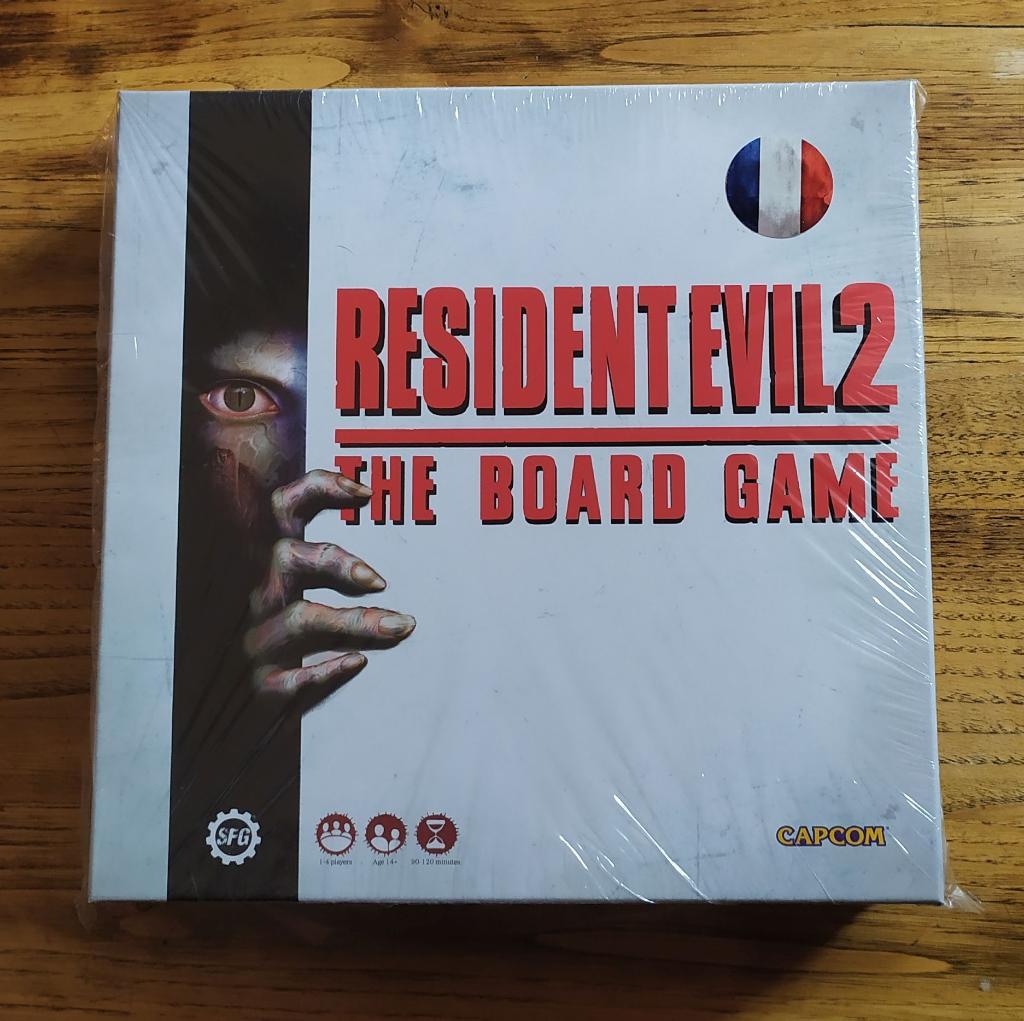 RESIDENT EVIL 2
THE BOARD GAME
SFG
1-4 players
Age 14+
90-120 minutes
CAPCOM